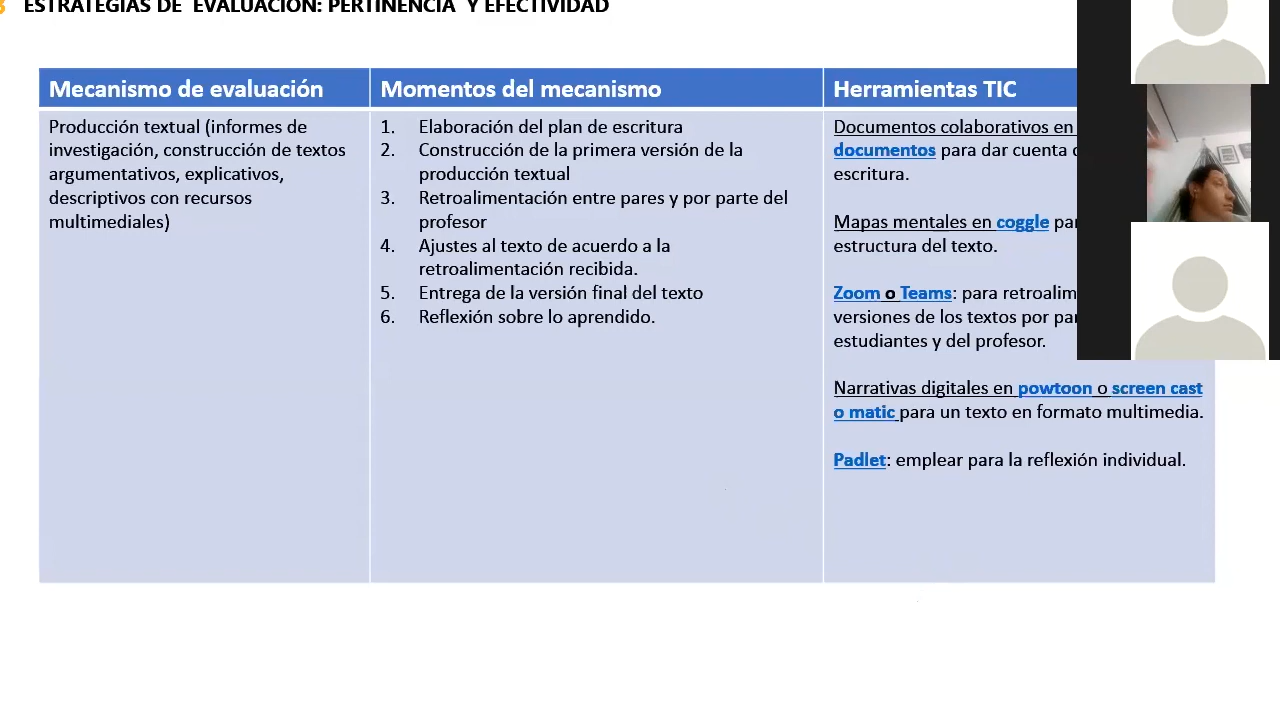 ESTRATEGIAS DE EVALUACIÓN: PERTINENCIA Y EFECTIVIDAD
Mecanismo de evaluación
Momentos del mecanismo
Herramientas TIC
Producción textual (informes de
investigación, construcción de textos
argumentativos, explicativos,
descriptivos con recursos
multimediales)
1. Elaboración del plan de escritura
2. Construcción de la primera versión de la
producción textual
3. Retroalimentación entre pares y por parte del
profesor
4. Ajustes al texto de acuerdo a la
retroalimentación recibida.
5. Entrega de la versión final del texto
6. Reflexión sobre lo aprendido.
Documentos colaborativos en
documentos para dar cuenta
escritura.
Mapas mentales en coggle
estructura del texto.
Zoom o Teams: para
versiones de los textos por
estudiantes y del profesor.
Narrativas digitales en powtoon o screen cast
o matic para un texto en formato multimedia.
Padlet: emplear para la reflexión individual.